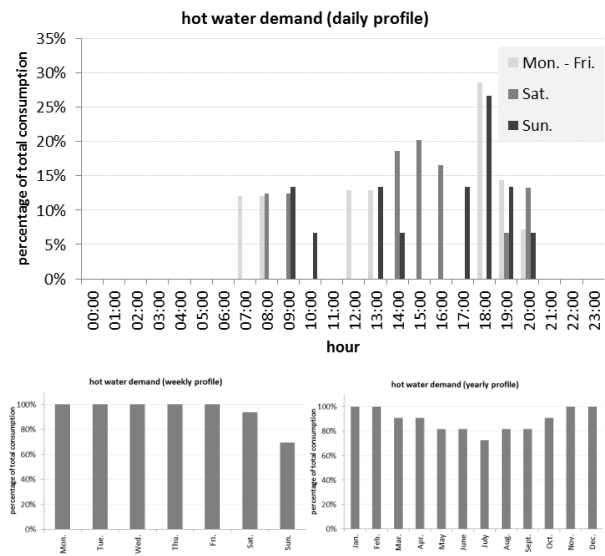 hot water demand (daily profile)
percentage of total consumption
35%
30%
25%
20%
15%
10%
5%
0%
Mon. - Fri.
Sat.
Sun.
00:00
01:00
02:00
03:00
04:00
05:00
06:00
07:00
08:00
09:00
10:00
11:00
12:00
13:00
14:00
15:00
16:00
17:00
18:00
19:00
20:00
21:00
22:00
23:00
hour
hot water demand (weekly profile)
percentage of total consumption
100%
80%
60%
40%
20%
0%
Mon.
Tue.
Wed.
Thu.
Fri.
Sat.
Sun.
hot water demand (yearly profile)
percentage of total consumption
100%
80%
60%
40%
20%
0%
Jan.
Feb.
Mar.
Apr.
May
June
July
Aug.
Sept.
Oct.
Nov.
Dec.